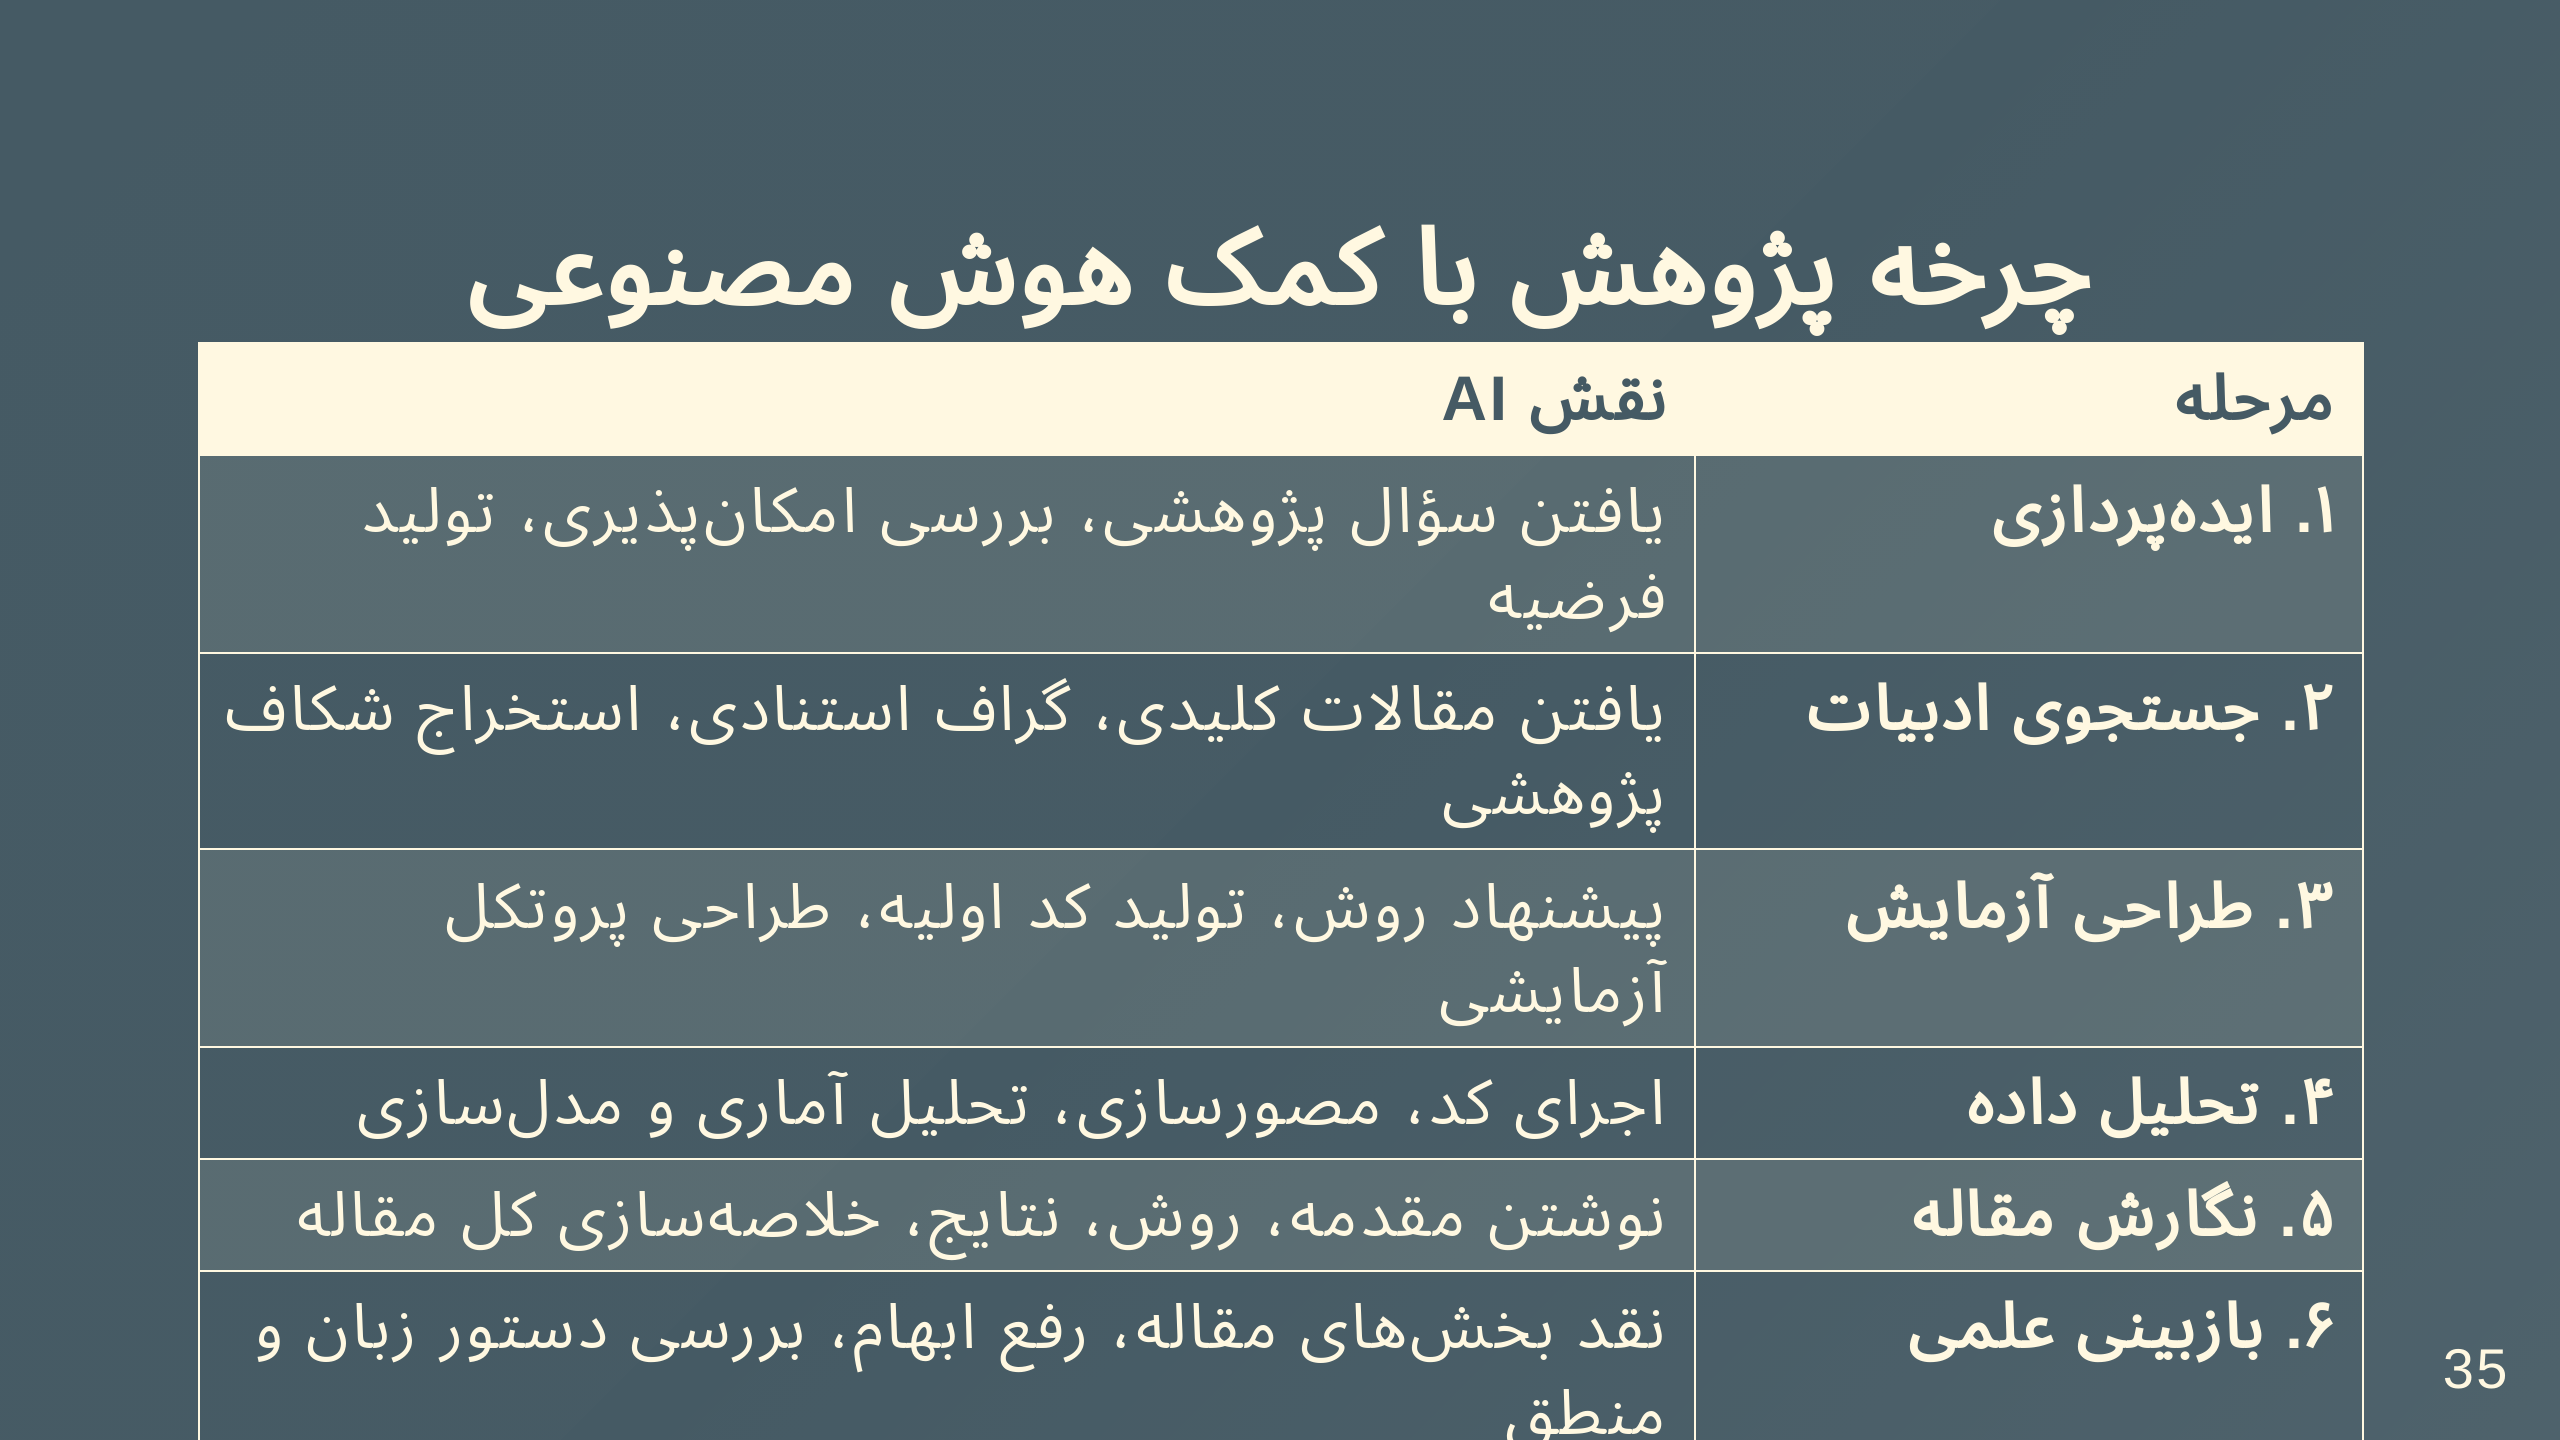 چرخه پژوهش با کمک هوش مصنوعی
مرحله
نقش AI
۱. ایده‌پردازی
یافتن سؤال پژوهشی، بررسی امکان‌پذیری، تولید
فرضیه
۲. جستجوی ادبیات
یافتن مقالات کلیدی، گراف استنادی، استخراج شکاف
پژوهشی
۳. طراحی آزمایش
پیشنهاد روش، تولید کد اولیه، طراحی پروتکل
آزمایشی
۴. تحلیل داده
اجرای کد، مصورسازی، تحلیل آماری و مدل‌سازی
۵. نگارش مقاله
نوشتن مقدمه، روش، نتایج، خلاصه‌سازی کل مقاله
۶. بازبینی علمی
نقد بخش‌های مقاله، رفع ابهام، بررسی دستور زبان و
منطق
35